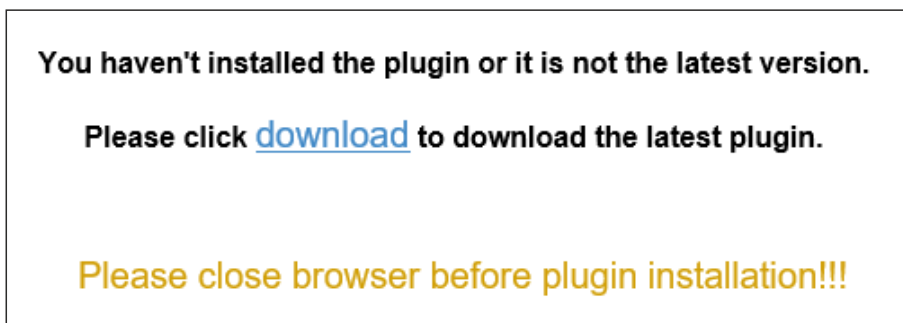 You haven't installed the plugin or it is not the latest version.
Please click download to download the latest plugin.
Please close browser before plugin installation!!!